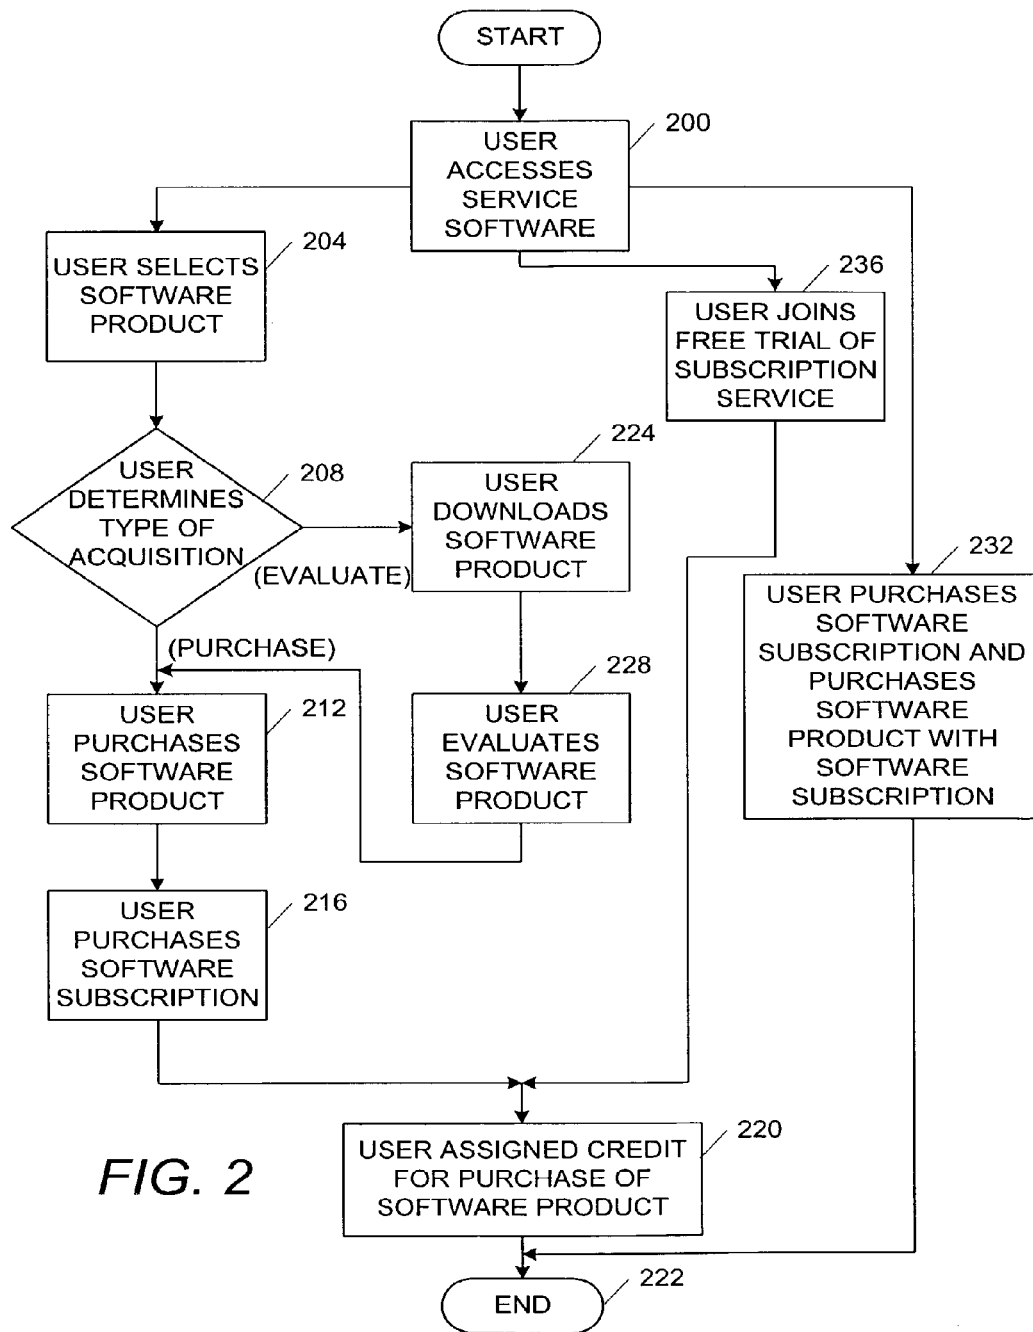 START
200
USER
ACCESSES
SERVICE
SOFTWARE
204
USER SELECTS
SOFTWARE
PRODUCT
236
USER JOINS
FREE TRIAL OF
SUBSCRIPTION
SERVICE
208
USER
DETERMINES
TYPE OF
ACQUISITION
(EVALUATE)
(PURCHASE)
224
USER
DOWNLOADS
SOFTWARE
PRODUCT
232
USER PURCHASES
SOFTWARE
SUBSCRIPTION AND
PURCHASES
SOFTWARE
PRODUCT WITH
SOFTWARE
SUBSCRIPTION
228
USER
EVALUATES
SOFTWARE
PRODUCT
212
USER
PURCHASES
SOFTWARE
PRODUCT
216
USER
PURCHASES
SOFTWARE
SUBSCRIPTION
220
USER ASSIGNED CREDIT
FOR PURCHASE OF
SOFTWARE PRODUCT
FIG. 2
222
END